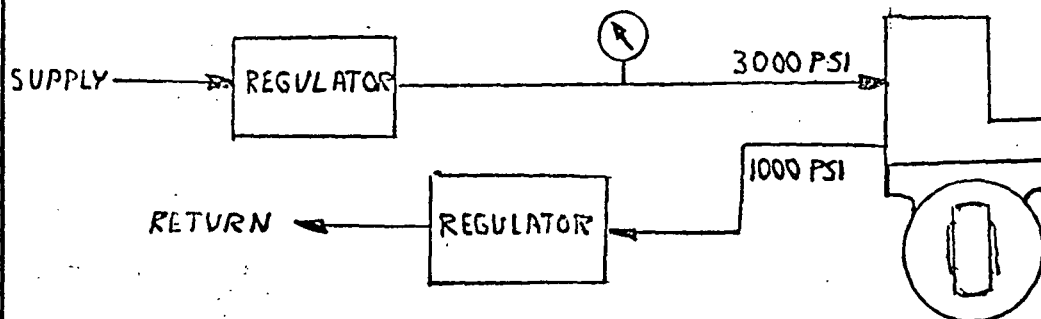 3000 PSI
SUPPLY
REGULATOR
1000 PSI
RETURN
REGULATOR